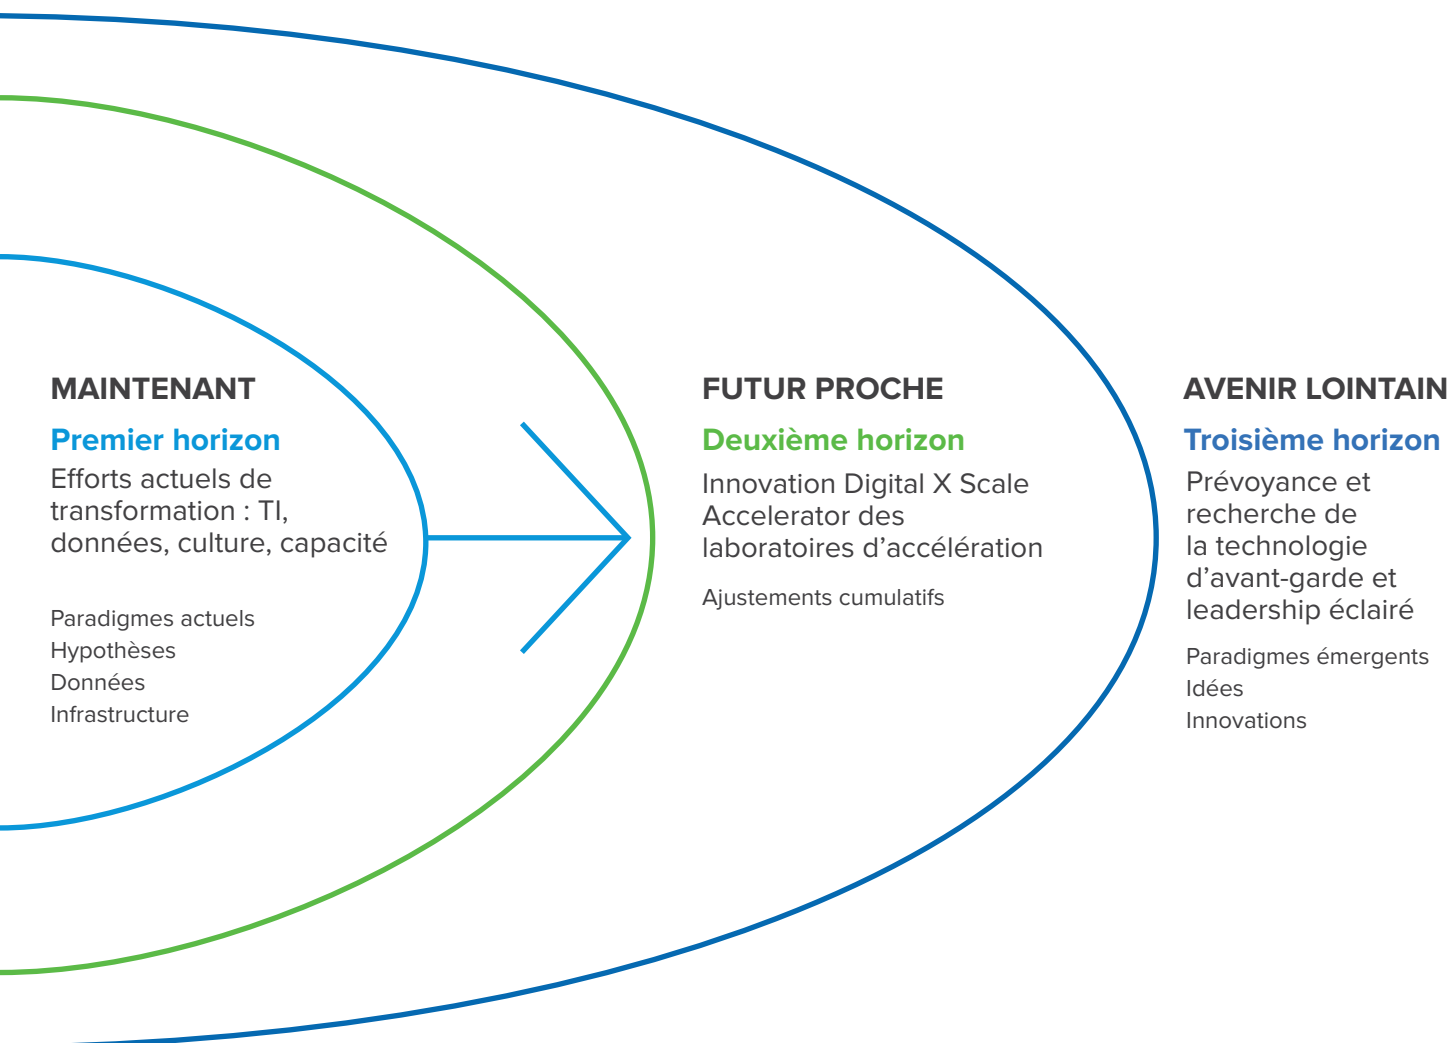 MAINTENANT
Premier horizon
Efforts actuels de
transformation : TI,
données, culture, capacité
Paradigmes actuels
Hypothèses
Données
Infrastructure
FUTUR PROCHE
Deuxième horizon
Innovation Digital X Scale
Accelerator des
laboratoires d’accélération
Ajustements cumulatifs
AVENIR LOINTAIN
Troisième horizon
Prévoyance et
recherche de
la technologie
d’avant-garde et
leadership éclairé
Paradigmes émergents
Idées
Innovations